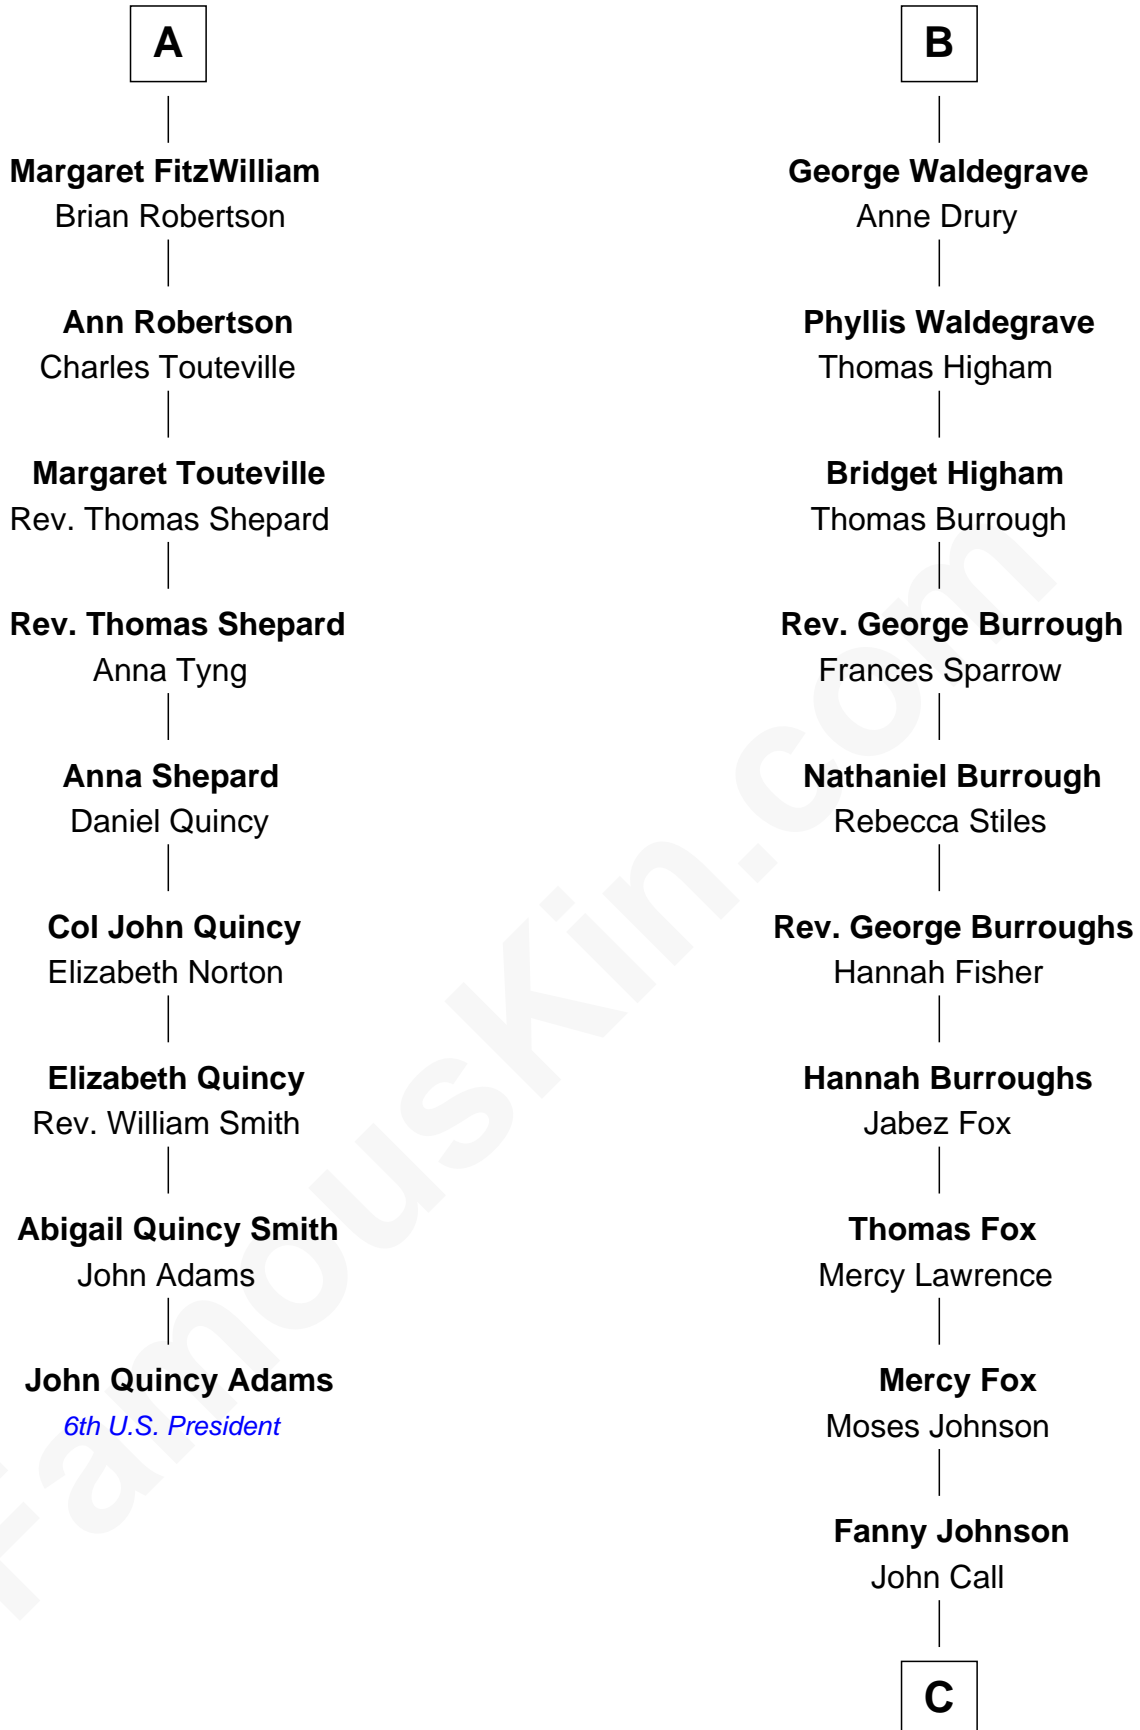 A
Margaret FitzWilliam
Brian Robertson
Ann Robertson
Charles Touteville
Margaret Touteville
Rev. Thomas Shepard
Rev. Thomas Shepard
Anna Tyng
Anna Shepard
Daniel Quincy
Col John Quincy
Elizabeth Norton
Elizabeth Quincy
Rev. William Smith
Abigail Quincy Smith
John Adams
John Quincy Adams
6th U.S. President
B
George Waldegrave
Anne Drury
Phyllis Waldegrave
Thomas Higham
Bridget Higham
Thomas Burrough
Rev. George Burrough
Frances Sparrow
Nathaniel Burrough
Rebecca Stiles
Rev. George Burroughs
Hannah Fisher
Hannah Burroughs
Jabez Fox
Thomas Fox
Mercy Lawrence
Mercy Fox
Moses Johnson
Fanny Johnson
John Call
C
FamousKin.com